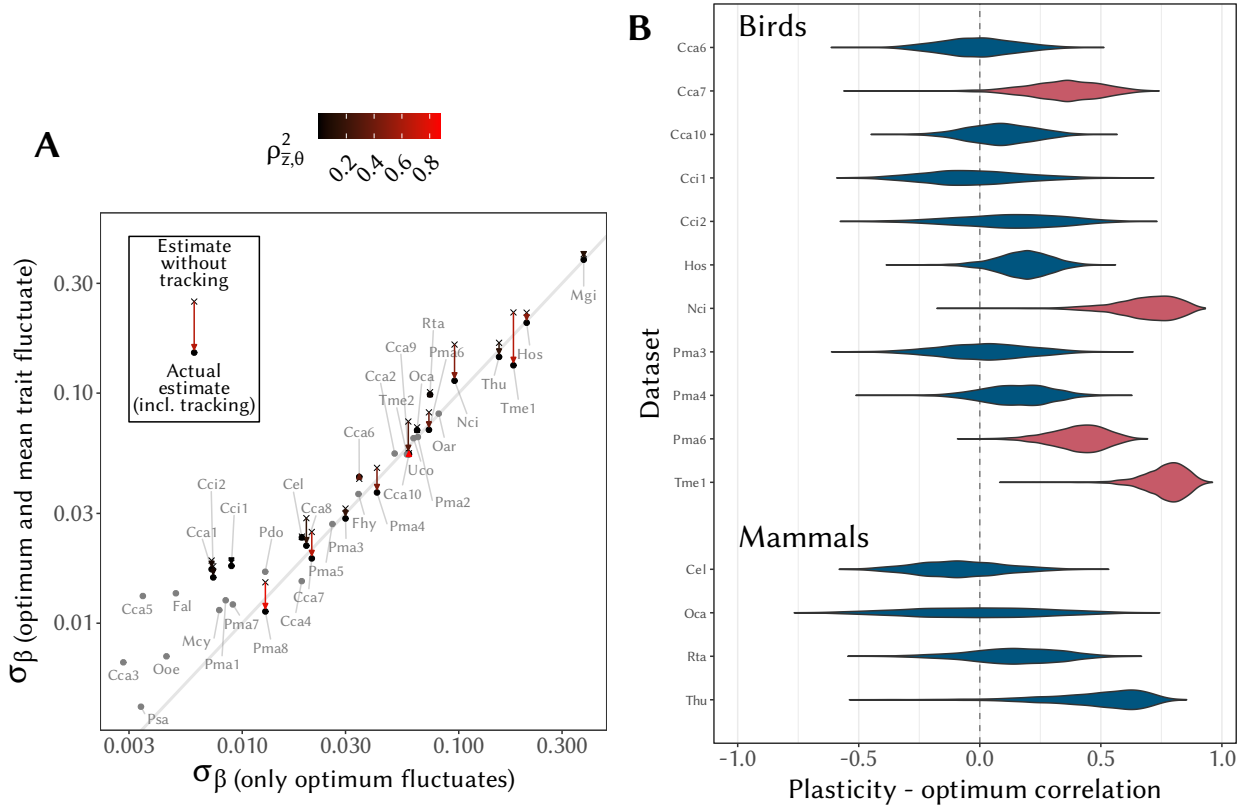 A
ρ²z̅,θ
0.2 0.4 0.6 0.8
σβ (optimum and mean trait fluctuate)
0.30
0.10
0.03
0.01
Estimate
without
tracking
Actual
estimate
(incl. tracking)
Mgi
Rta
Cca9
Pma6
Hos
Cca2
Oca
Thu
Tme1
Tme2
Nci
Oar
Cca6
Uco
Cca10
Pma2
Cci2
Cel
Cci1
Cca8
Fhy
Pma4
Cca1
Pdo
Pma3
Pma5
Cca7
Cca5
Fal
Cca4
Pma7
Mcy
Pma8
Pma1
Ooe
Cca3
Psa
0.003 0.010 0.030 0.100 0.300
σβ (only optimum fluctuates)
B
Birds
Dataset
Cca6
Cca7
Cca10
Cci1
Cci2
Hos
Nci
Pma3
Pma4
Pma6
Tme1
Mammals
Cel
Oca
Rta
Thu
-1.0 -0.5 0.0 0.5 1.0
Plasticity - optimum correlation